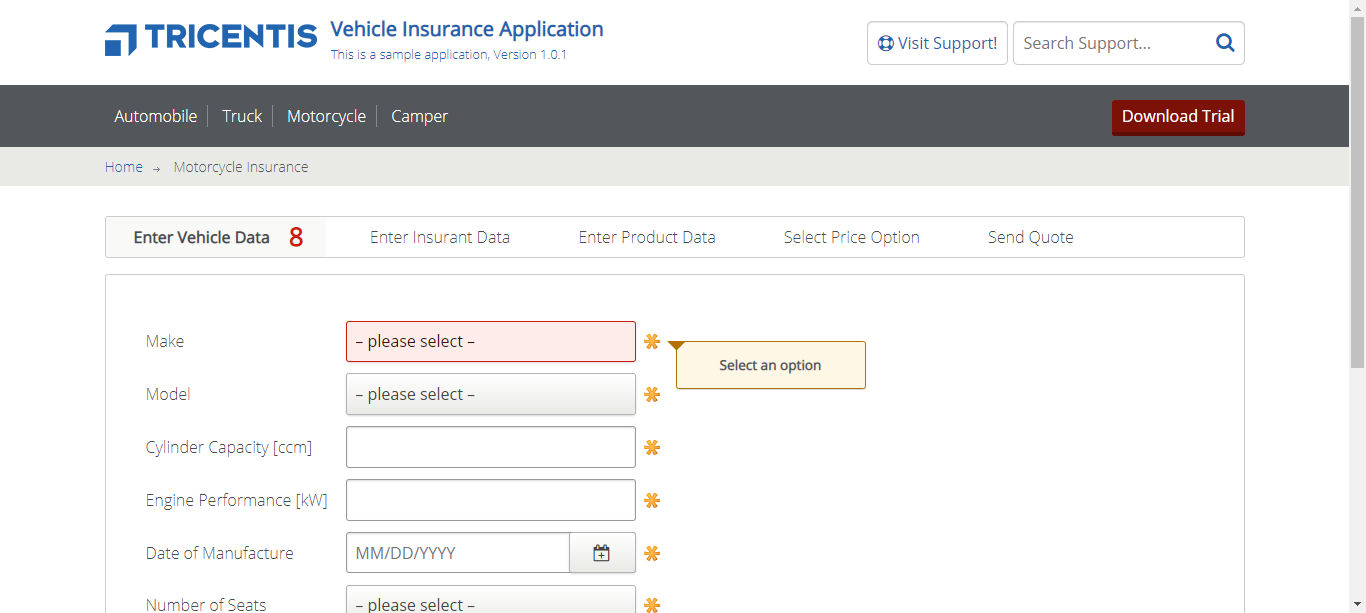 TRICENTIS
Vehicle Insurance Application
This is a sample application, Version 1.0.1
Visit Support!
Search Support...
Automobile
Truck
Motorcycle
Camper
Download Trial
Home → Motorcycle Insurance
Enter Vehicle Data 8
Enter Insurant Data
Enter Product Data
Select Price Option
Send Quote
Make
– please select –
Select an option
Model
– please select –
Cylinder Capacity [ccm]
Engine Performance [kW]
Date of Manufacture
MM/DD/YYYY
Number of Seats
– please select –